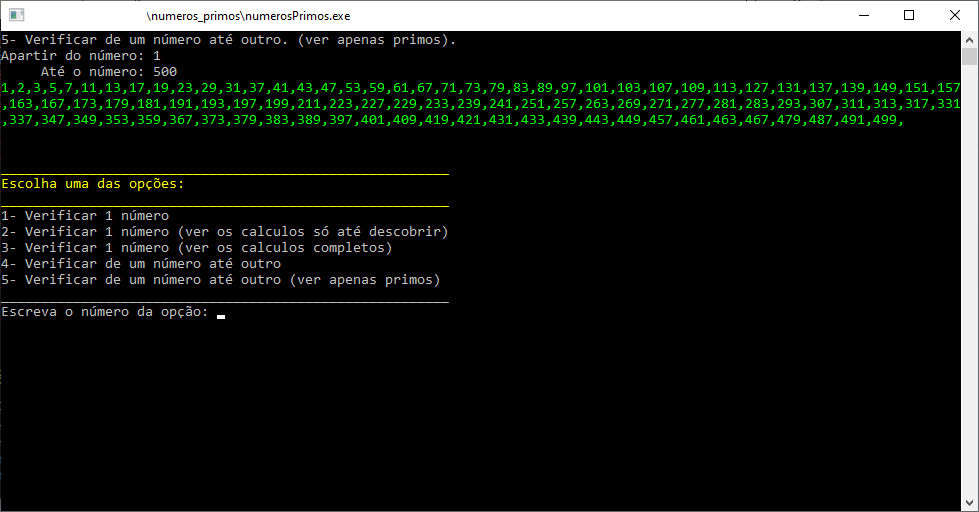 \numeros_primos\numerosPrimos.exe
5- Verificar de um número até outro. (ver apenas primos).
Apartir do número: 1
Até o número: 500
1,2,3,5,7,11,13,17,19,23,29,31,37,41,43,47,53,59,61,67,71,73,79,83,89,97,101,103,107,109,113,127,131,137,139,149,151,157
,163,167,173,179,181,191,193,197,199,211,223,227,229,233,239,241,251,257,263,269,271,277,281,283,293,307,311,313,317,331
,337,347,349,353,359,367,373,379,383,389,397,401,409,419,421,431,433,439,443,449,457,461,463,467,479,487,491,499,
________________________________________________________
Escolha uma das opções:
________________________________________________________
1- Verificar 1 número
2- Verificar 1 número (ver os calculos só até descobrir)
3- Verificar 1 número (ver os calculos completos)
4- Verificar de um número até outro
5- Verificar de um número até outro (ver apenas primos)
________________________________________________________
Escreva o número da opção: